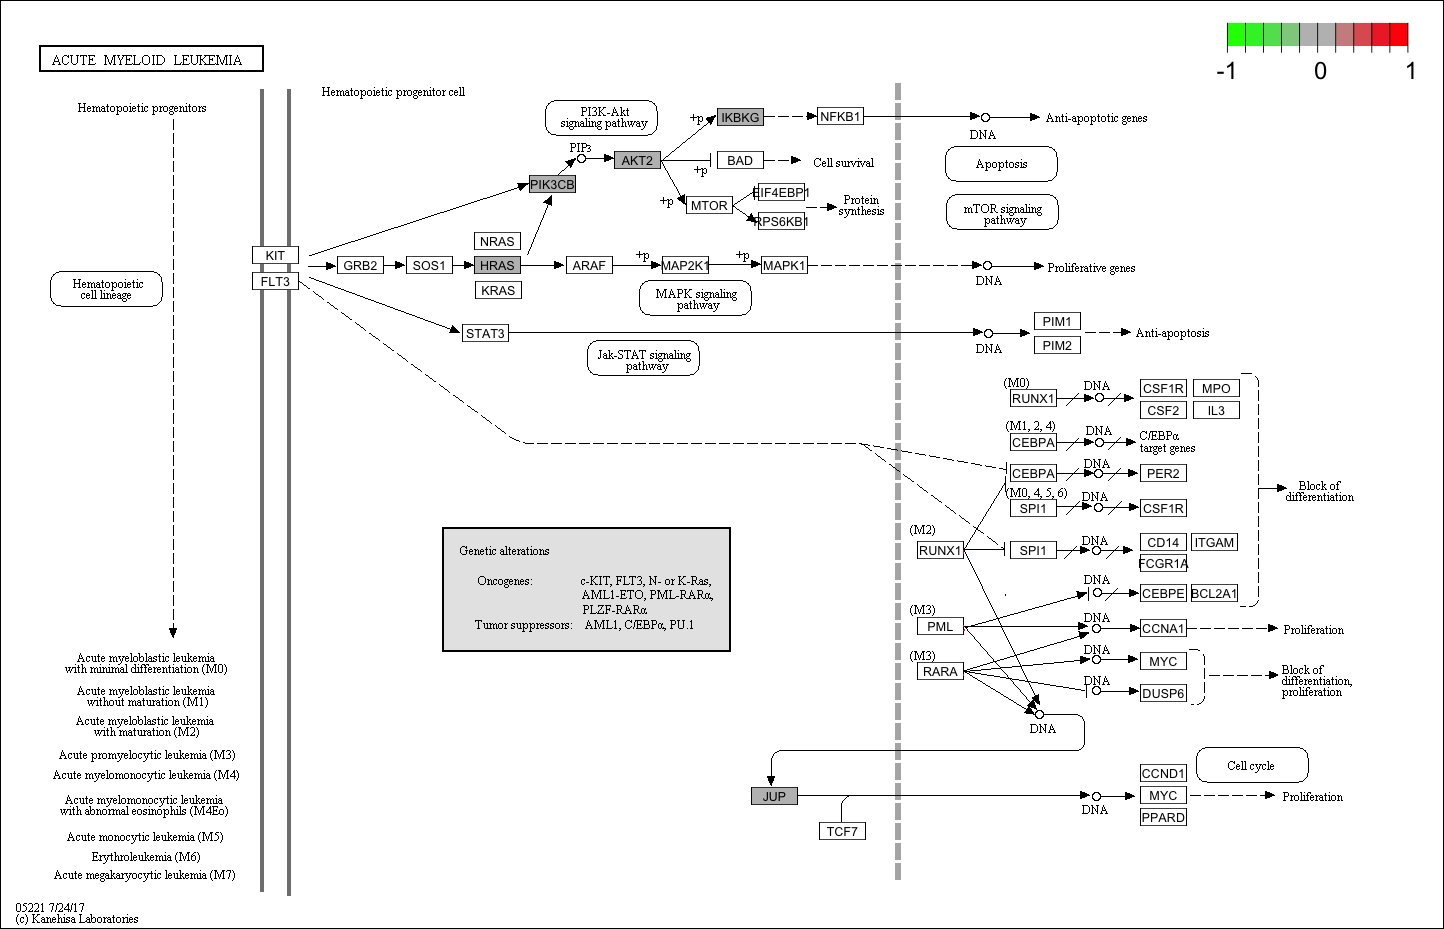 ACUTE MYELOID LEUKEMIA
-1 0 1
Hematopoietic progenitors
Hematopoietic progenitor cell
PI3K-Akt
signaling pathway
PIP3
+p
IKBKG
NFKB1
DNA
Anti-apoptotic genes
AKT2
+p
BAD
Cell survival
Apoptosis
PIK3CB
+p
MTOR
EIF4EBP1
RPS6KB1
Protein
synthesis
mTOR signaling
pathway
KIT
FLT3
GRB2
SOS1
NRAS
HRAS
KRAS
ARAF
+p
MAP2K1
+p
MAPK1
DNA
Proliferative genes
MAPK signaling
pathway
Hematopoietic
cell lineage
STAT3
DNA
PIM1
PIM2
Anti-apoptosis
Jak-STAT signaling
pathway
(M0)
RUNX1
DNA
CSF1R
MPO
CSF2
IL3
(M1, 2, 4)
CEBPA
DNA
C/EBPα
target genes
CEBPA
DNA
PER2
(M0, 4, 5, 6)
SPI1
DNA
CSF1R
Block of
differentiation
(M2)
RUNX1
SPI1
DNA
CD14
ITGAM
FCGR1A
DNA
CEBPE
BCL2A1
(M3)
PML
DNA
CCNA1
Proliferation
(M3)
RARA
DNA
MYC
DNA
DUSP6
Block of
differentiation,
proliferation
DNA
Genetic alterations
Oncogenes: c-KIT, FLT3, N- or K-Ras,
AML1-ETO, PML-RARα,
PLZF-RARα
Tumor suppressors: AML1, C/EBPα, PU.1
JUP
TCF7
DNA
CCND1
MYC
PPARD
Cell cycle
Proliferation
Acute myeloblastic leukemia
with minimal differentiation (M0)
Acute myeloblastic leukemia
without maturation (M1)
Acute myeloblastic leukemia
with maturation (M2)
Acute promyelocytic leukemia (M3)
Acute myelomonocytic leukemia (M4)
Acute myelomonocytic leukemia
with abnormal eosinophils (M4Eo)
Acute monocytic leukemia (M5)
Erythroleukemia (M6)
Acute megakaryocytic leukemia (M7)
05221 7/24/17
(c) Kanehisa Laboratories